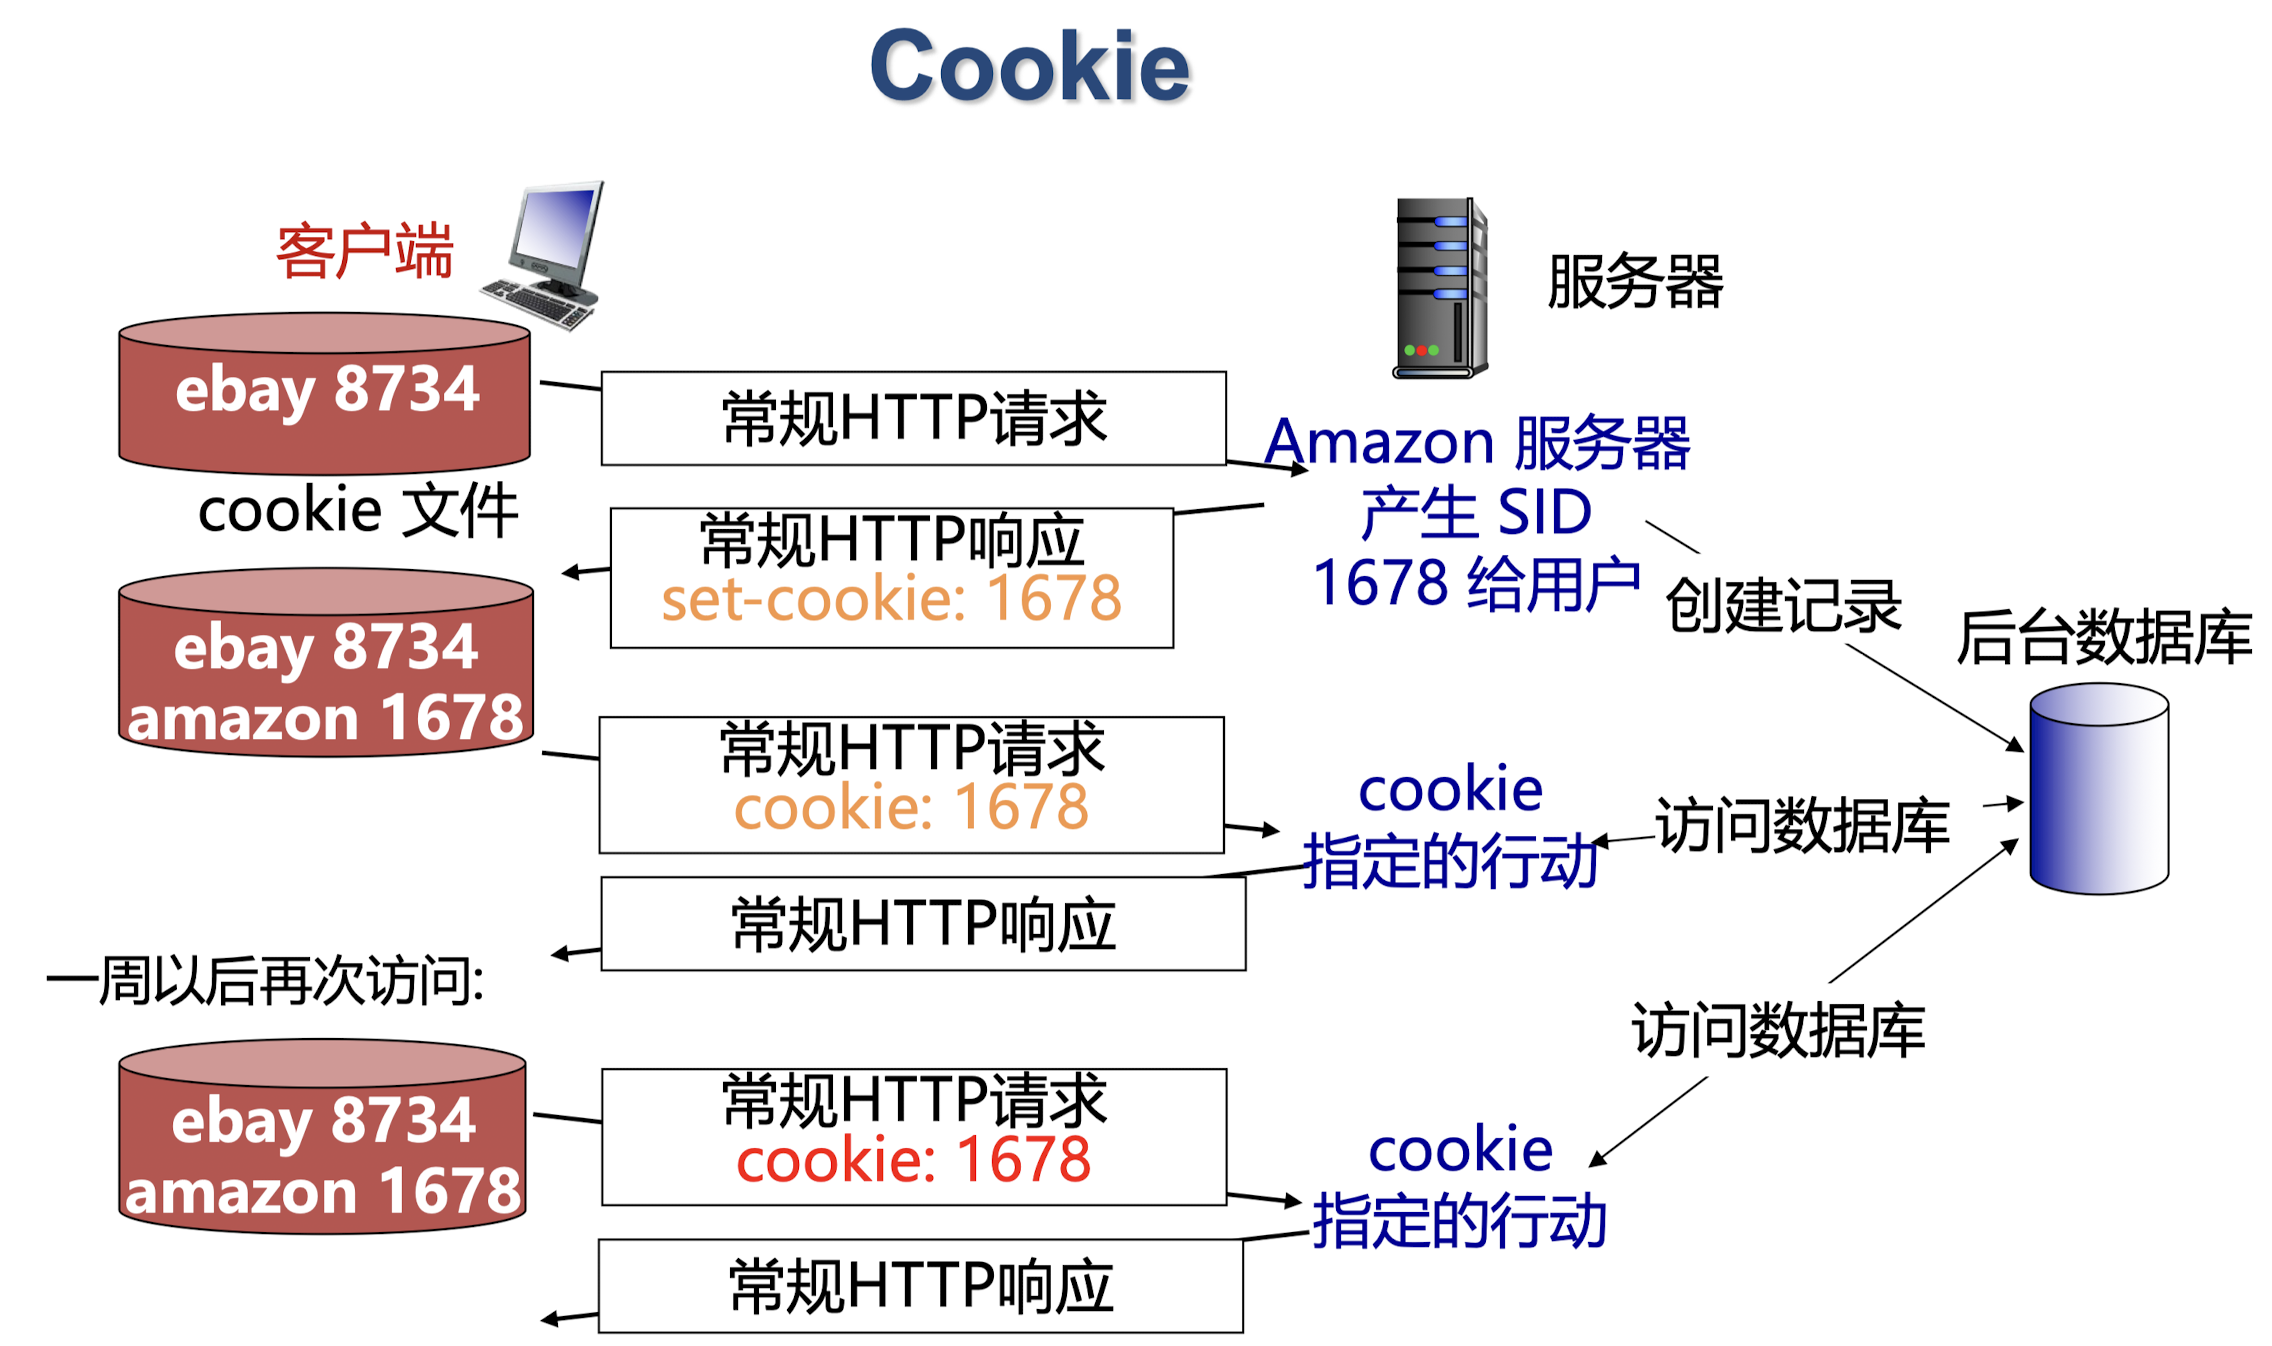 Cookie
客户端
服务器
ebay 8734
常规HTTP请求
Amazon 服务器
产生 SID
1678 给用户
cookie 文件
常规HTTP响应
set-cookie: 1678
创建记录
后台数据库
ebay 8734
amazon 1678
常规HTTP请求
cookie: 1678
cookie
指定的行动
访问数据库
常规HTTP响应
一周以后再次访问:
访问数据库
ebay 8734
amazon 1678
常规HTTP请求
cookie: 1678
cookie
指定的行动
常规HTTP响应